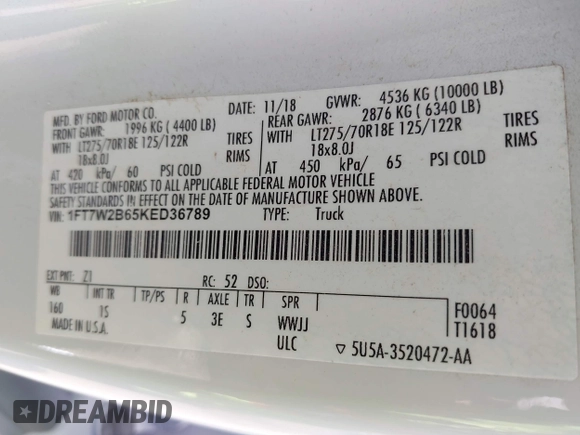 MFD. BY FORD MOTOR CO.
DATE: 11/18 GVWR: 4536 KG (10000 LB)
FRONT GAWR: 1996 KG (4400 LB)
REAR GAWR: 2876 KG (6340 LB)
WITH LT275/70R18E 125/122R TIRES
18x8.0J RIMS
AT 420 kPa/ 60 PSI COLD
WITH LT275/70R18E 125/122R TIRES
18x8.0J RIMS
AT 450 kPa/ 65 PSI COLD
THIS VEHICLE CONFORMS TO ALL APPLICABLE FEDERAL MOTOR VEHICLE
SAFETY STANDARDS IN EFFECT ON THE DATE OF MANUFACTURE SHOWN ABOVE.
VIN: 1FT7W2B65KED36789 TYPE: Truck
EXT PNT: Z1 RC: 52 DSO:
WB INT TR TP/PS R AXLE TR SPR
160 1S 5 3E S WWJJ
ULC
F0064
T1618
MADE IN U.S.A.
▽ 5U5A-3520472-AA
DREAMBID